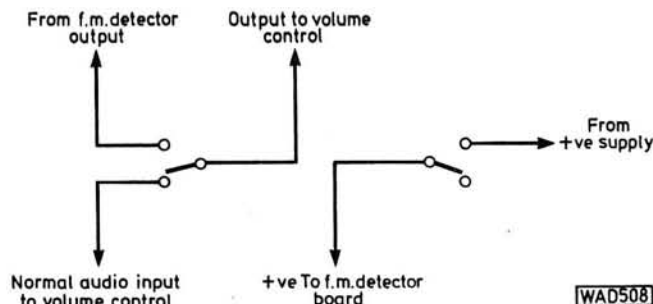 From f.m.detector
output
Output to volume
control
From
+ve supply
Normal audio input
to volume control
+ve To f.m.detector
board
WAD508